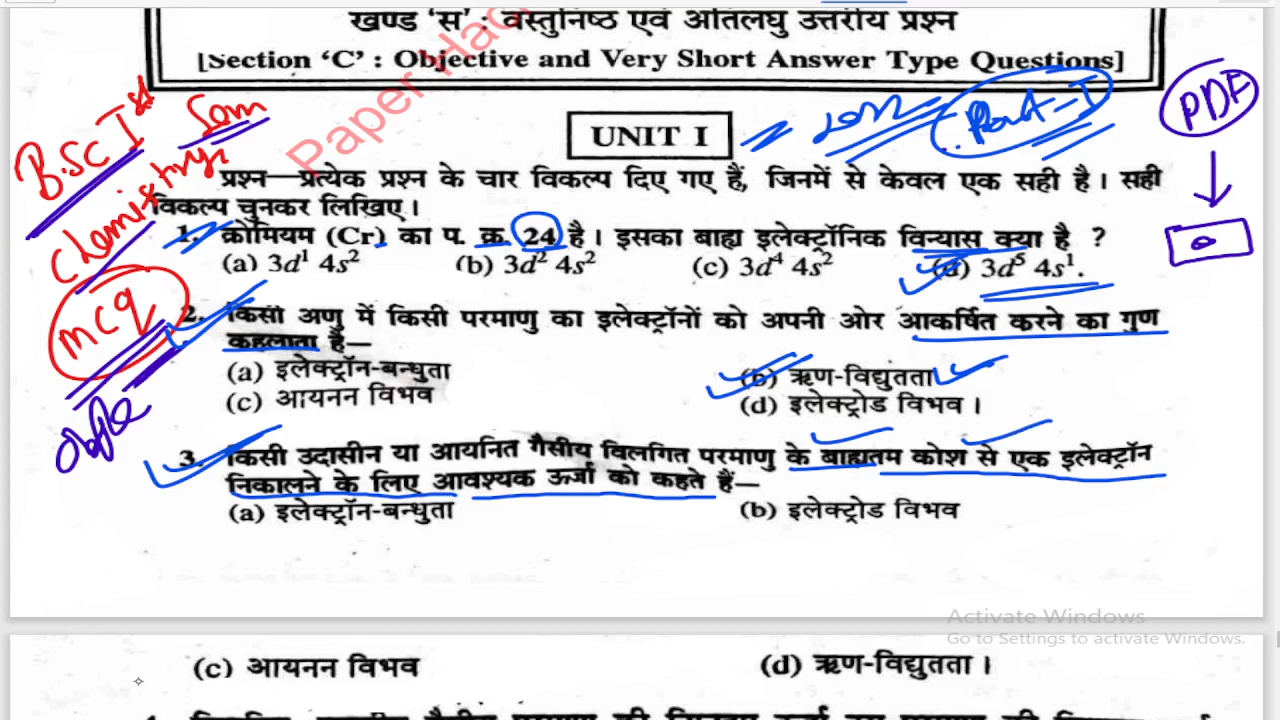 खण्ड ‘स’ : वस्तुनिष्ठ एवं अतिलघु उत्तरीय प्रश्न
[Section ‘C’ : Objective and Very Short Answer Type Questions]
Paper Hac
B.Sc Ist Sem
Chemistry
MCQ
Part-I
PDF
UNIT I
प्रश्न—प्रत्येक प्रश्न के चार विकल्प दिए गए हैं, जिनमें से केवल एक सही है। सही
विकल्प चुनकर लिखिए।
1. क्रोमियम (Cr) का प. क्र. 24 है। इसका बाह्य इलेक्ट्रॉनिक विन्यास क्या है ?
(a) 3d¹ 4s² (b) 3d² 4s² (c) 3d⁴ 4s² (d) 3d⁵ 4s¹.
2. किसी अणु में किसी परमाणु का इलेक्ट्रॉनों को अपनी ओर आकर्षित करने का गुण
कहलाता है—
(a) इलेक्ट्रॉन-बन्धुता (b) ऋण-विद्युतता
(c) आयनन विभव (d) इलेक्ट्रोड विभव।
3. किसी उदासीन या आयनित गैसीय विलगित परमाणु के बाह्यतम कोश से एक इलेक्ट्रॉन
निकालने के लिए आवश्यक ऊर्जा को कहते हैं—
(a) इलेक्ट्रॉन-बन्धुता (b) इलेक्ट्रोड विभव
Activate Windows
Go to Settings to activate Windows.
(c) आयनन विभव (d) ऋण-विद्युतता।